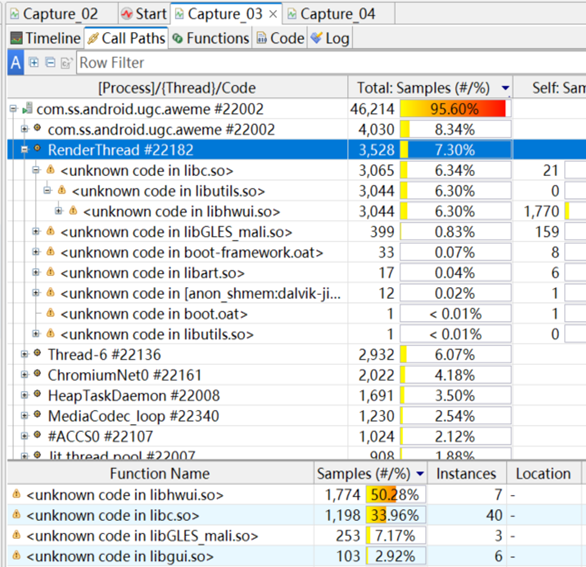 Capture_02 Start Capture_03 × Capture_04
Timeline Call Paths Functions Code Log
A Row Filter
[Process]/{Thread}/Code Total: Samples (#/%) Self: Sam
com.ss.android.ugc.aweme #22002 46,214 95.60%
com.ss.android.ugc.aweme #22002 4,030 8.34%
RenderThread #22182 3,528 7.30%
<unknown code in libc.so> 3,065 6.34% 21
<unknown code in libutils.so> 3,044 6.30% 0
<unknown code in libhwui.so> 3,044 6.30% 1,770
<unknown code in libGLES_mali.so> 399 0.83% 159
<unknown code in boot-framework.oat> 33 0.07% 8
<unknown code in libart.so> 17 0.04% 6
<unknown code in [anon_shmem:dalvik-ji... 12 0.02% 1
<unknown code in boot.oat> 1 < 0.01% 1
<unknown code in libutils.so> 1 < 0.01% 0
Thread-6 #22136 2,932 6.07%
ChromiumNet0 #22161 2,022 4.18%
HeapTaskDaemon #22008 1,691 3.50%
MediaCodec_loop #22340 1,230 2.54%
#ACCS0 #22107 1,024 2.12%
Jit thread pool #22007 908 1.88%
Function Name Samples (#/%) Instances Location
<unknown code in libhwui.so> 1,774 50.28% 7 -
<unknown code in libc.so> 1,198 33.96% 40 -
<unknown code in libGLES_mali.so> 253 7.17% 3 -
<unknown code in libgui.so> 103 2.92% 6 -